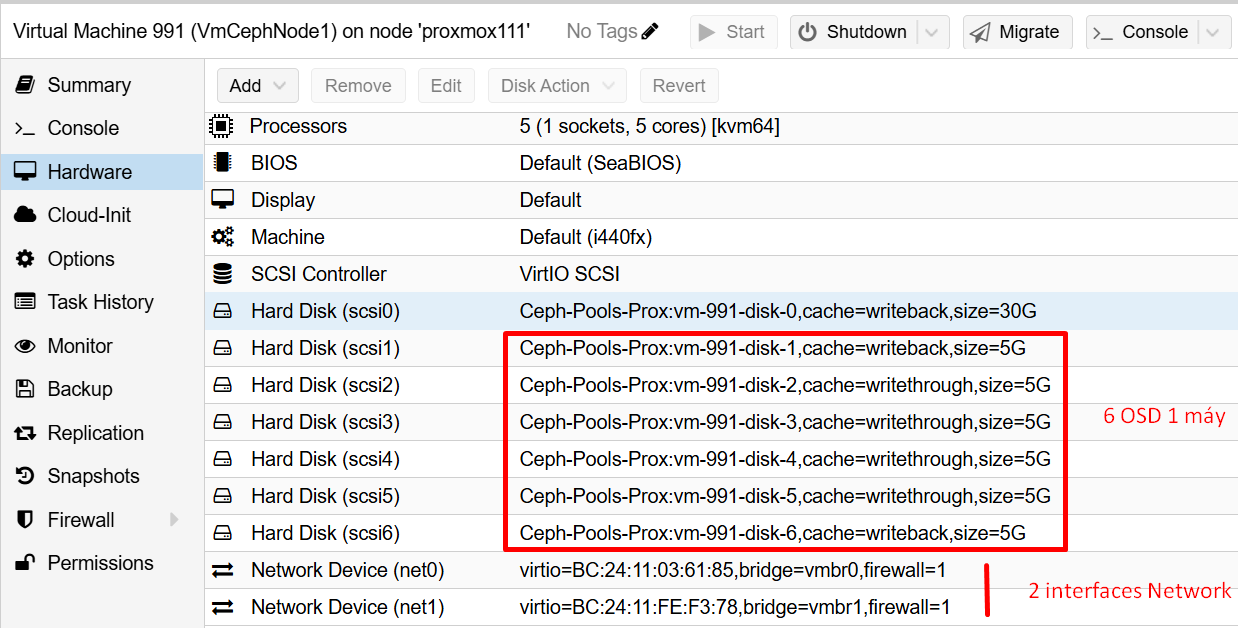 Virtual Machine 991 (VmCephNode1) on node 'proxmox111' No Tags Start Shutdown Migrate Console
Summary
Console
Hardware
Cloud-Init
Options
Task History
Monitor
Backup
Replication
Snapshots
Firewall
Permissions
Add Remove Edit Disk Action Revert
Processors 5 (1 sockets, 5 cores) [kvm64]
BIOS Default (SeaBIOS)
Display Default
Machine Default (i440fx)
SCSI Controller VirtIO SCSI
Hard Disk (scsi0) Ceph-Pools-Prox:vm-991-disk-0,cache=writeback,size=30G
Hard Disk (scsi1) Ceph-Pools-Prox:vm-991-disk-1,cache=writeback,size=5G
Hard Disk (scsi2) Ceph-Pools-Prox:vm-991-disk-2,cache=writethrough,size=5G
Hard Disk (scsi3) Ceph-Pools-Prox:vm-991-disk-3,cache=writethrough,size=5G
6 OSD 1 máy
Hard Disk (scsi4) Ceph-Pools-Prox:vm-991-disk-4,cache=writethrough,size=5G
Hard Disk (scsi5) Ceph-Pools-Prox:vm-991-disk-5,cache=writethrough,size=5G
Hard Disk (scsi6) Ceph-Pools-Prox:vm-991-disk-6,cache=writeback,size=5G
Network Device (net0) virtio=BC:24:11:03:61:85,bridge=vmbr0,firewall=1
Network Device (net1) virtio=BC:24:11:FE:F3:78,bridge=vmbr1,firewall=1
2 interfaces Network